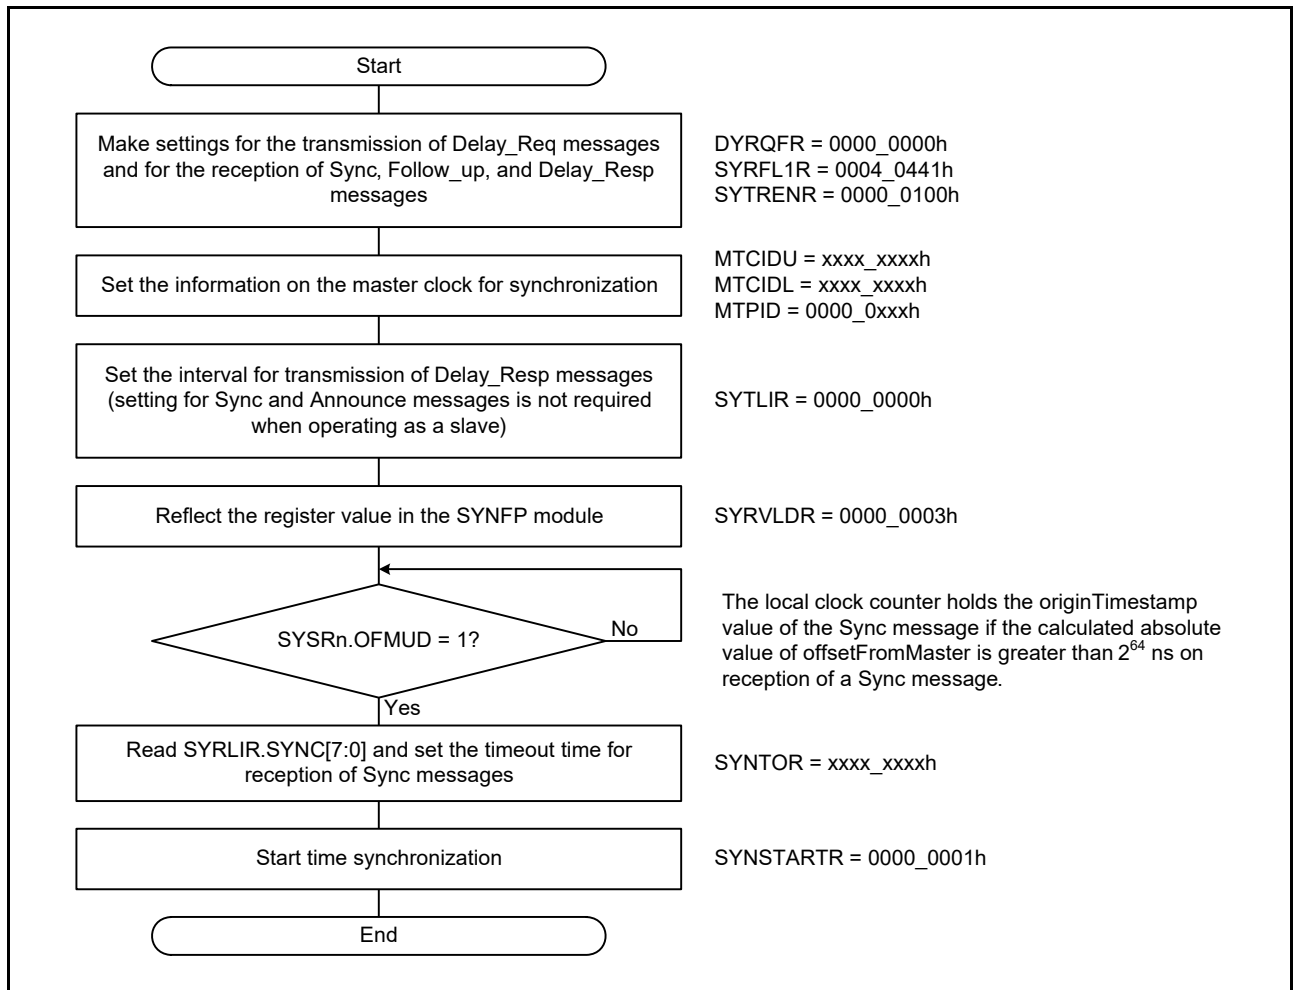 Start
Make settings for the transmission of Delay_Req messages
and for the reception of Sync, Follow_up, and Delay_Resp
messages
DYRQFR = 0000_0000h
SYRFL1R = 0004_0441h
SYTRENR = 0000_0100h
Set the information on the master clock for synchronization
MTCIDU = xxxx_xxxxh
MTCIDL = xxxx_xxxxh
MTPID = 0000_0xxxh
Set the interval for transmission of Delay_Resp messages
(setting for Sync and Announce messages is not required
when operating as a slave)
SYTLIR = 0000_0000h
Reflect the register value in the SYNFP module
SYRVLDR = 0000_0003h
SYSRn.OFMUD = 1?
No
Yes
The local clock counter holds the originTimestamp
value of the Sync message if the calculated absolute
value of offsetFromMaster is greater than 2^64 ns on
reception of a Sync message.
Read SYRLIR.SYNC[7:0] and set the timeout time for
reception of Sync messages
SYNTOR = xxxx_xxxxh
Start time synchronization
SYNSTARTR = 0000_0001h
End